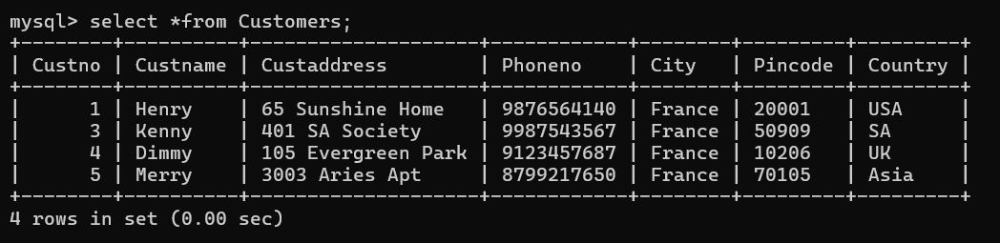 mysql> select *from Customers;
+--------+----------+--------------------+------------+--------+---------+---------+
| Custno | Custname | Custaddress        | Phoneno    | City   | Pincode | Country |
+--------+----------+--------------------+------------+--------+---------+---------+
|      1 | Henry    | 65 Sunshine Home   | 9876564140 | France | 20001   | USA     |
|      3 | Kenny    | 401 SA Society     | 9987543567 | France | 50909   | SA      |
|      4 | Dimmy    | 105 Evergreen Park | 9123457687 | France | 10206   | UK      |
|      5 | Merry    | 3003 Aries Apt     | 8799217650 | France | 70105   | Asia    |
+--------+----------+--------------------+------------+--------+---------+---------+
4 rows in set (0.00 sec)